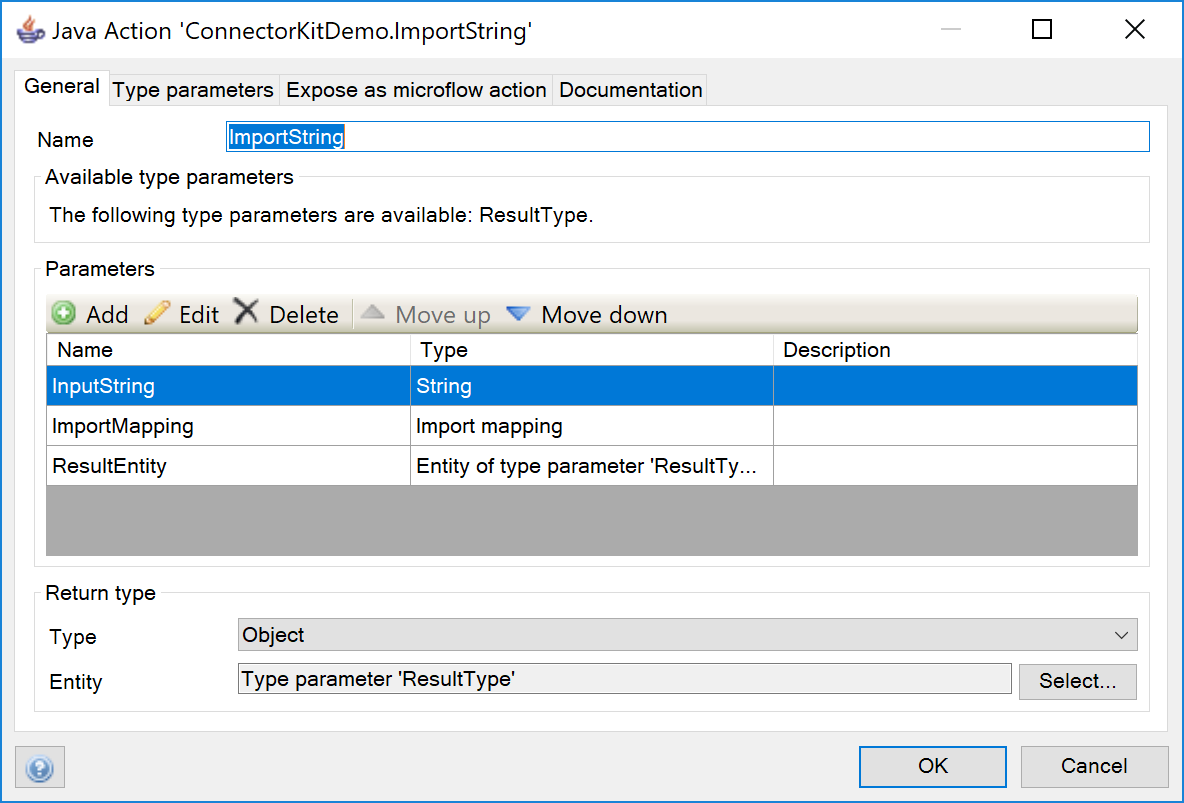 Java Action 'ConnectorKitDemo.ImportString'
General Type parameters Expose as microflow action Documentation
Name ImportString
Available type parameters
The following type parameters are available: ResultType.
Parameters
Add Edit Delete Move up Move down
Name Type Description
InputString String
ImportMapping Import mapping
ResultEntity Entity of type parameter 'ResultTy...
Return type
Type Object
Entity Type parameter 'ResultType' Select...
? OK Cancel